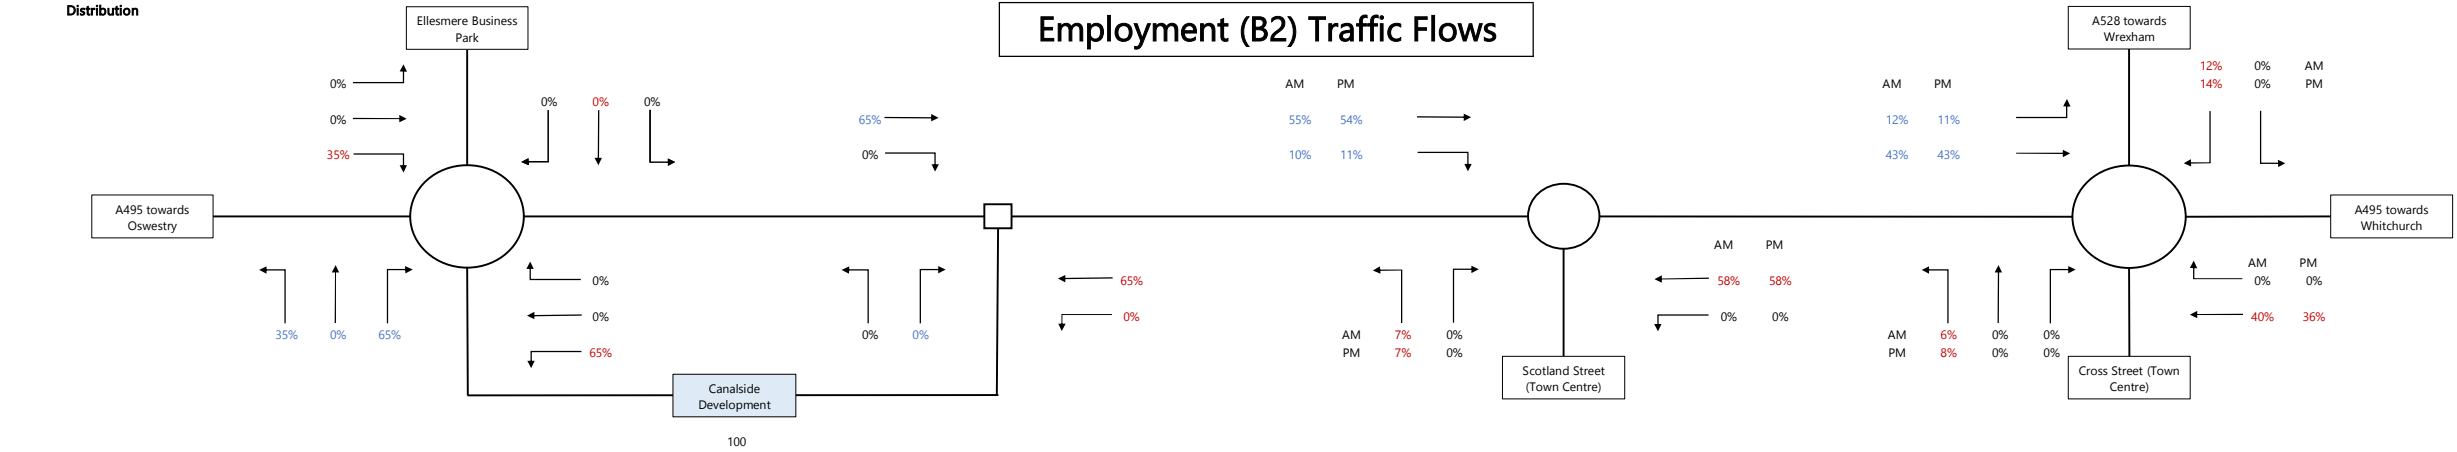 Distribution
Ellesmere Business
Park
Employment (B2) Traffic Flows
A528 towards
Wrexham
12% 0% AM
14% 0% PM
0%
AM PM
AM PM
0% 0% 0%
0%
65%
55% 54%
12% 11%
35%
0%
10% 11%
43% 43%
A495 towards
Oswestry
A495 towards
Whitchurch
AM PM
AM PM
0%
65%
58% 58%
0% 0%
0%
0%
0% 0%
40% 36%
35% 0% 65%
0% 0%
AM 7% 0%
AM 6% 0% 0%
65%
PM 7% 0%
PM 8% 0% 0%
Canalside
Development
Scotland Street
(Town Centre)
Cross Street (Town
Centre)
100